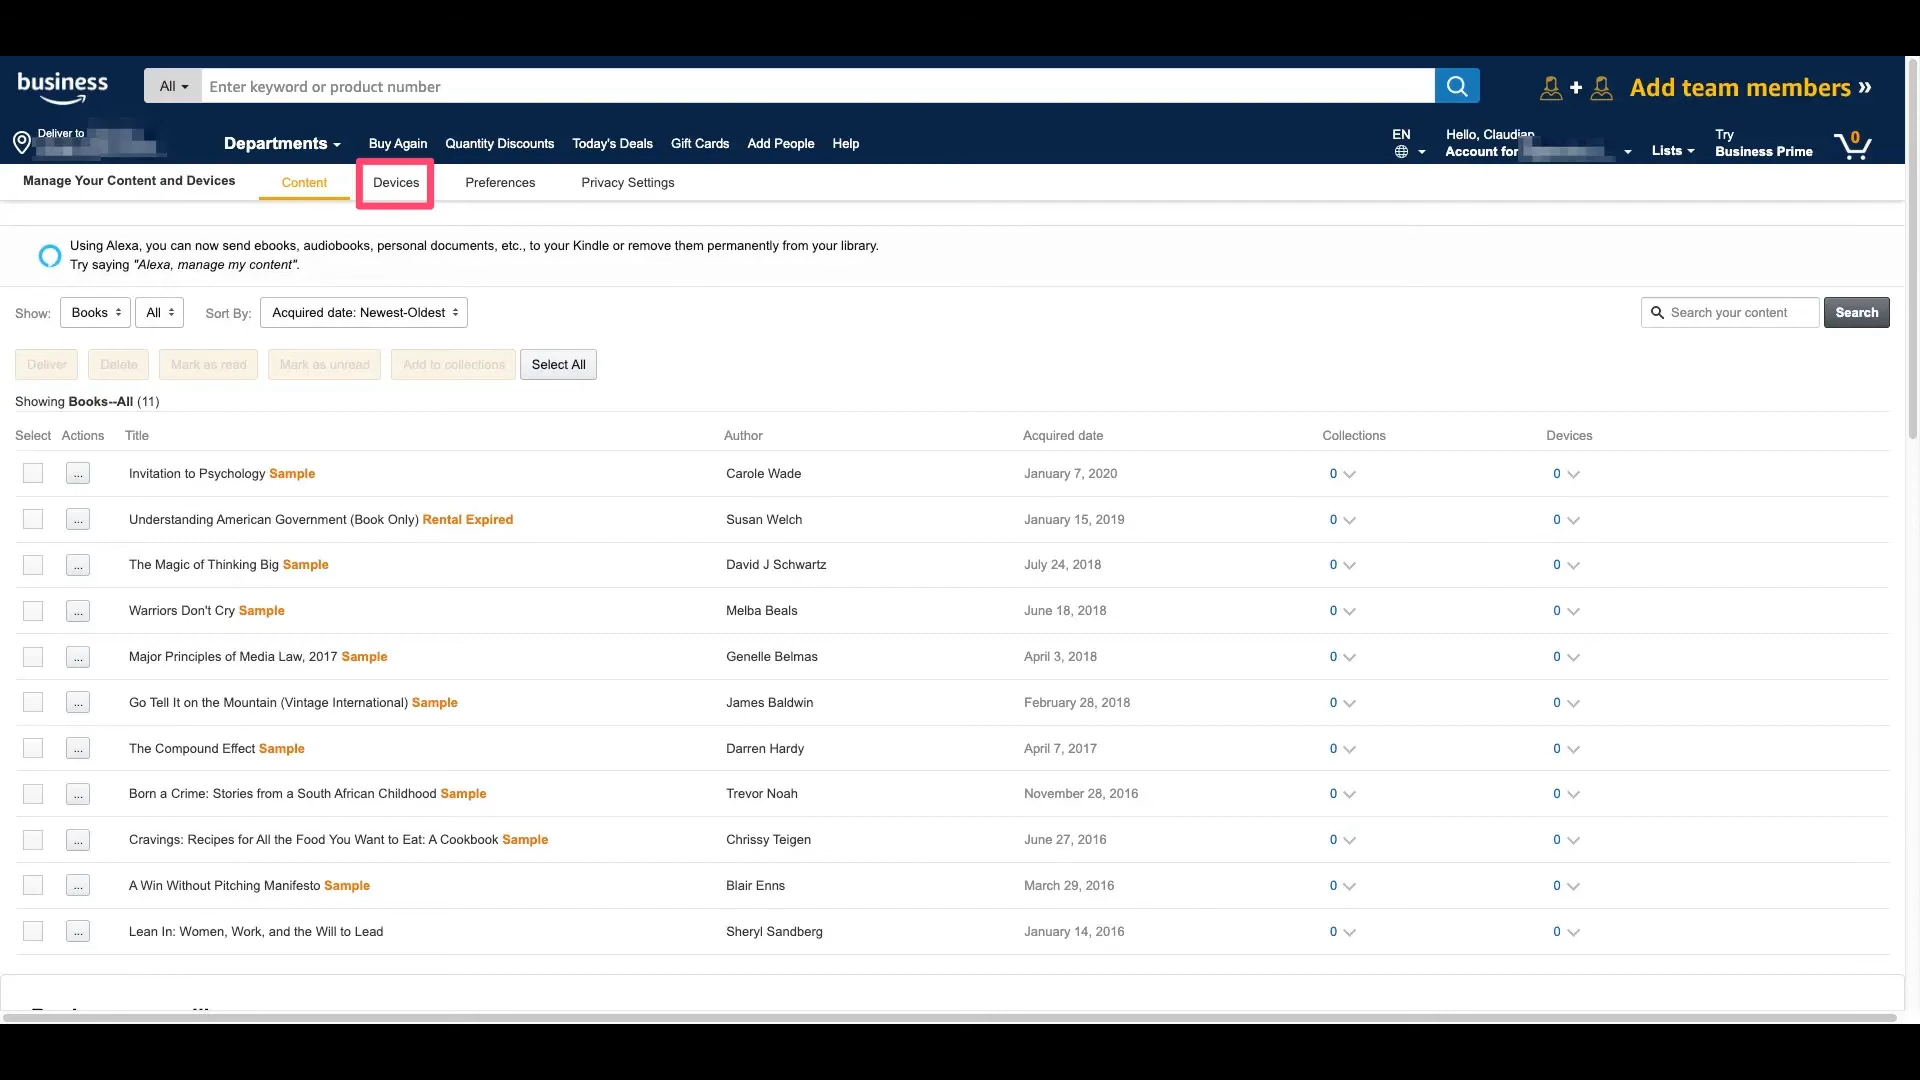 business
All
Enter keyword or product number
Add team members »
Deliver to
Departments
Buy Again
Quantity Discounts
Today's Deals
Gift Cards
Add People
Help
EN
Hello, Claudian
Account for
Lists
Try
Business Prime
0
Manage Your Content and Devices
Content
Devices
Preferences
Privacy Settings
Using Alexa, you can now send ebooks, audiobooks, personal documents, etc., to your Kindle or remove them permanently from your library.
Try saying "Alexa, manage my content".
Show:
Books
All
Sort By:
Acquired date: Newest-Oldest
Search your content
Search
Deliver
Delete
Mark as read
Mark as unread
Add to collections
Select All
Showing Books--All (11)
Select Actions Title Author Acquired date Collections Devices
... Invitation to Psychology Sample Carole Wade January 7, 2020 0 0
... Understanding American Government (Book Only) Rental Expired Susan Welch January 15, 2019 0 0
... The Magic of Thinking Big Sample David J Schwartz July 24, 2018 0 0
... Warriors Don't Cry Sample Melba Beals June 18, 2018 0 0
... Major Principles of Media Law, 2017 Sample Genelle Belmas April 3, 2018 0 0
... Go Tell It on the Mountain (Vintage International) Sample James Baldwin February 28, 2018 0 0
... The Compound Effect Sample Darren Hardy April 7, 2017 0 0
... Born a Crime: Stories from a South African Childhood Sample Trevor Noah November 28, 2016 0 0
... Cravings: Recipes for All the Food You Want to Eat: A Cookbook Sample Chrissy Teigen June 27, 2016 0 0
... A Win Without Pitching Manifesto Sample Blair Enns March 29, 2016 0 0
... Lean In: Women, Work, and the Will to Lead Sheryl Sandberg January 14, 2016 0 0